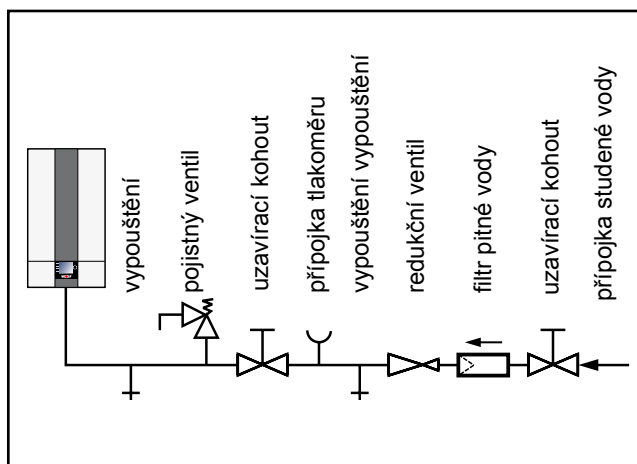 vypouštění
pojistný ventil
uzavírací kohout
přípojka tlakoměru
vypouštění vypouštění
redukční ventil
filtr pitné vody
uzavírací kohout
přípojka studené vody